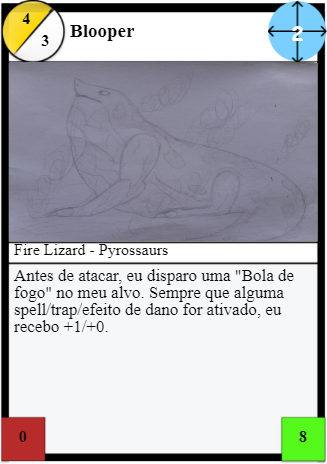 4
3
Blooper
2
Fire Lizard - Pyrossaurs
Antes de atacar, eu disparo uma "Bola de
fogo" no meu alvo. Sempre que alguma
spell/trap/efeito de dano for ativado, eu
recebo +1/+0.
0
8